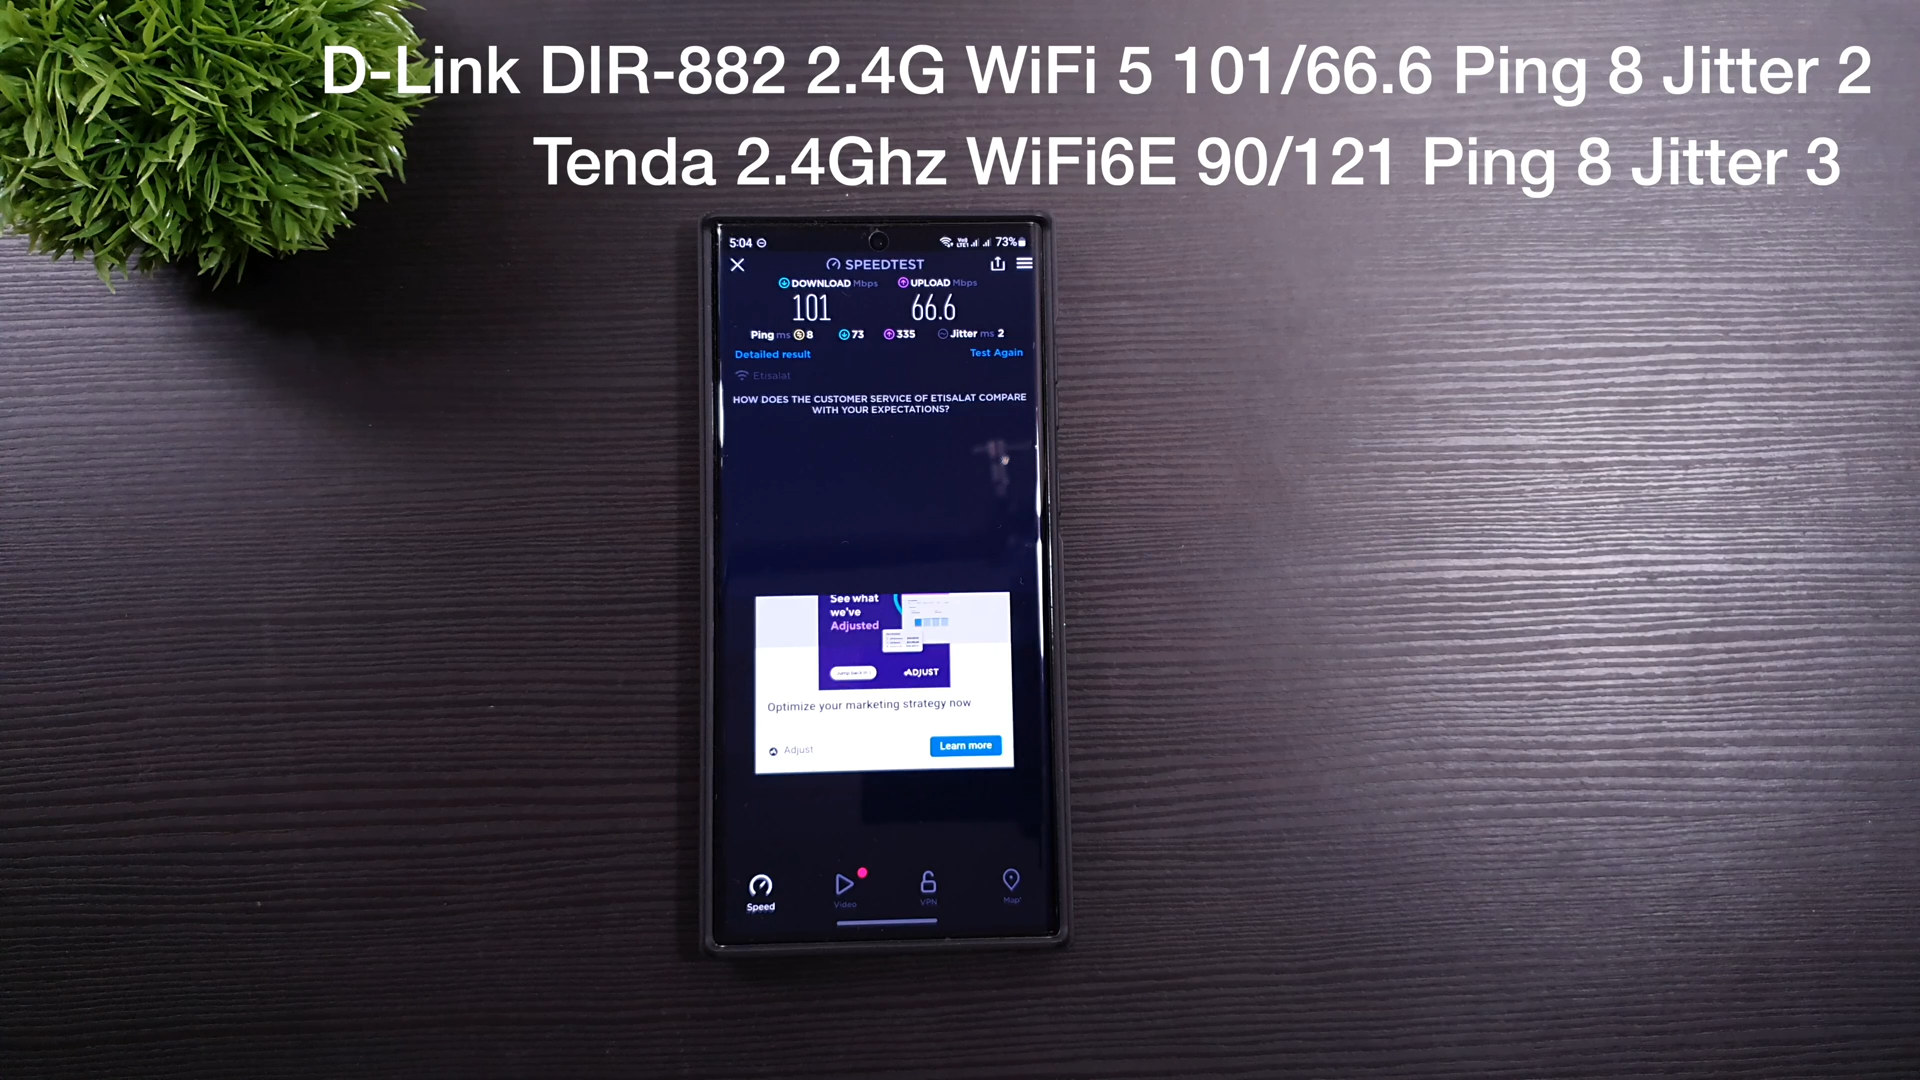 D-Link DIR-882 2.4G WiFi 5 101/66.6 Ping 8 Jitter 2
Tenda 2.4Ghz WiFi6E 90/121 Ping 8 Jitter 3
5:04 73%
SPEEDTEST
DOWNLOAD Mbps UPLOAD Mbps
101 66.6
Ping ms 8 73 335 Jitter ms 2
Detailed result Test Again
Etisalat
HOW DOES THE CUSTOMER SERVICE OF ETISALAT COMPARE
WITH YOUR EXPECTATIONS?
See what
we've
Adjusted
ADJUST
Optimize your marketing strategy now
Adjust Learn more
Speed Video VPN Map